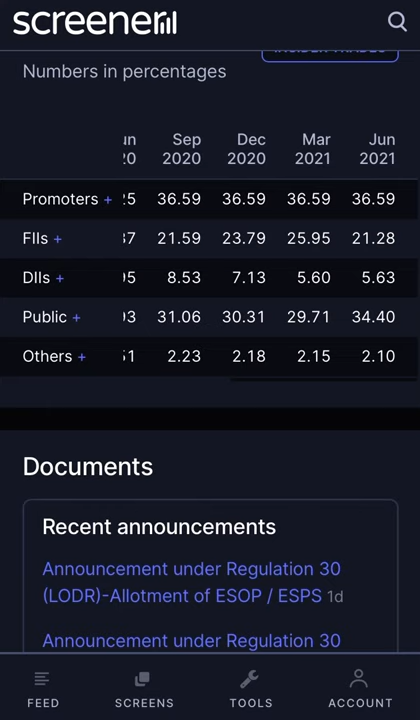 screener
Numbers in percentages
Sep Dec Mar Jun
2020 2020 2021 2021
Promoters + 36.59 36.59 36.59 36.59
FIIs + 21.59 23.79 25.95 21.28
DIIs + 8.53 7.13 5.60 5.63
Public + 31.06 30.31 29.71 34.40
Others + 2.23 2.18 2.15 2.10
Documents
Recent announcements
Announcement under Regulation 30
(LODR)-Allotment of ESOP / ESPS 1d
Announcement under Regulation 30
FEED SCREENS TOOLS ACCOUNT